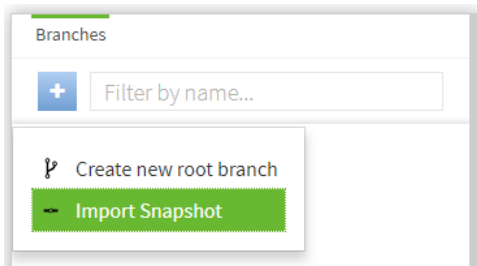 Branches
+
Filter by name...
Create new root branch
Import Snapshot